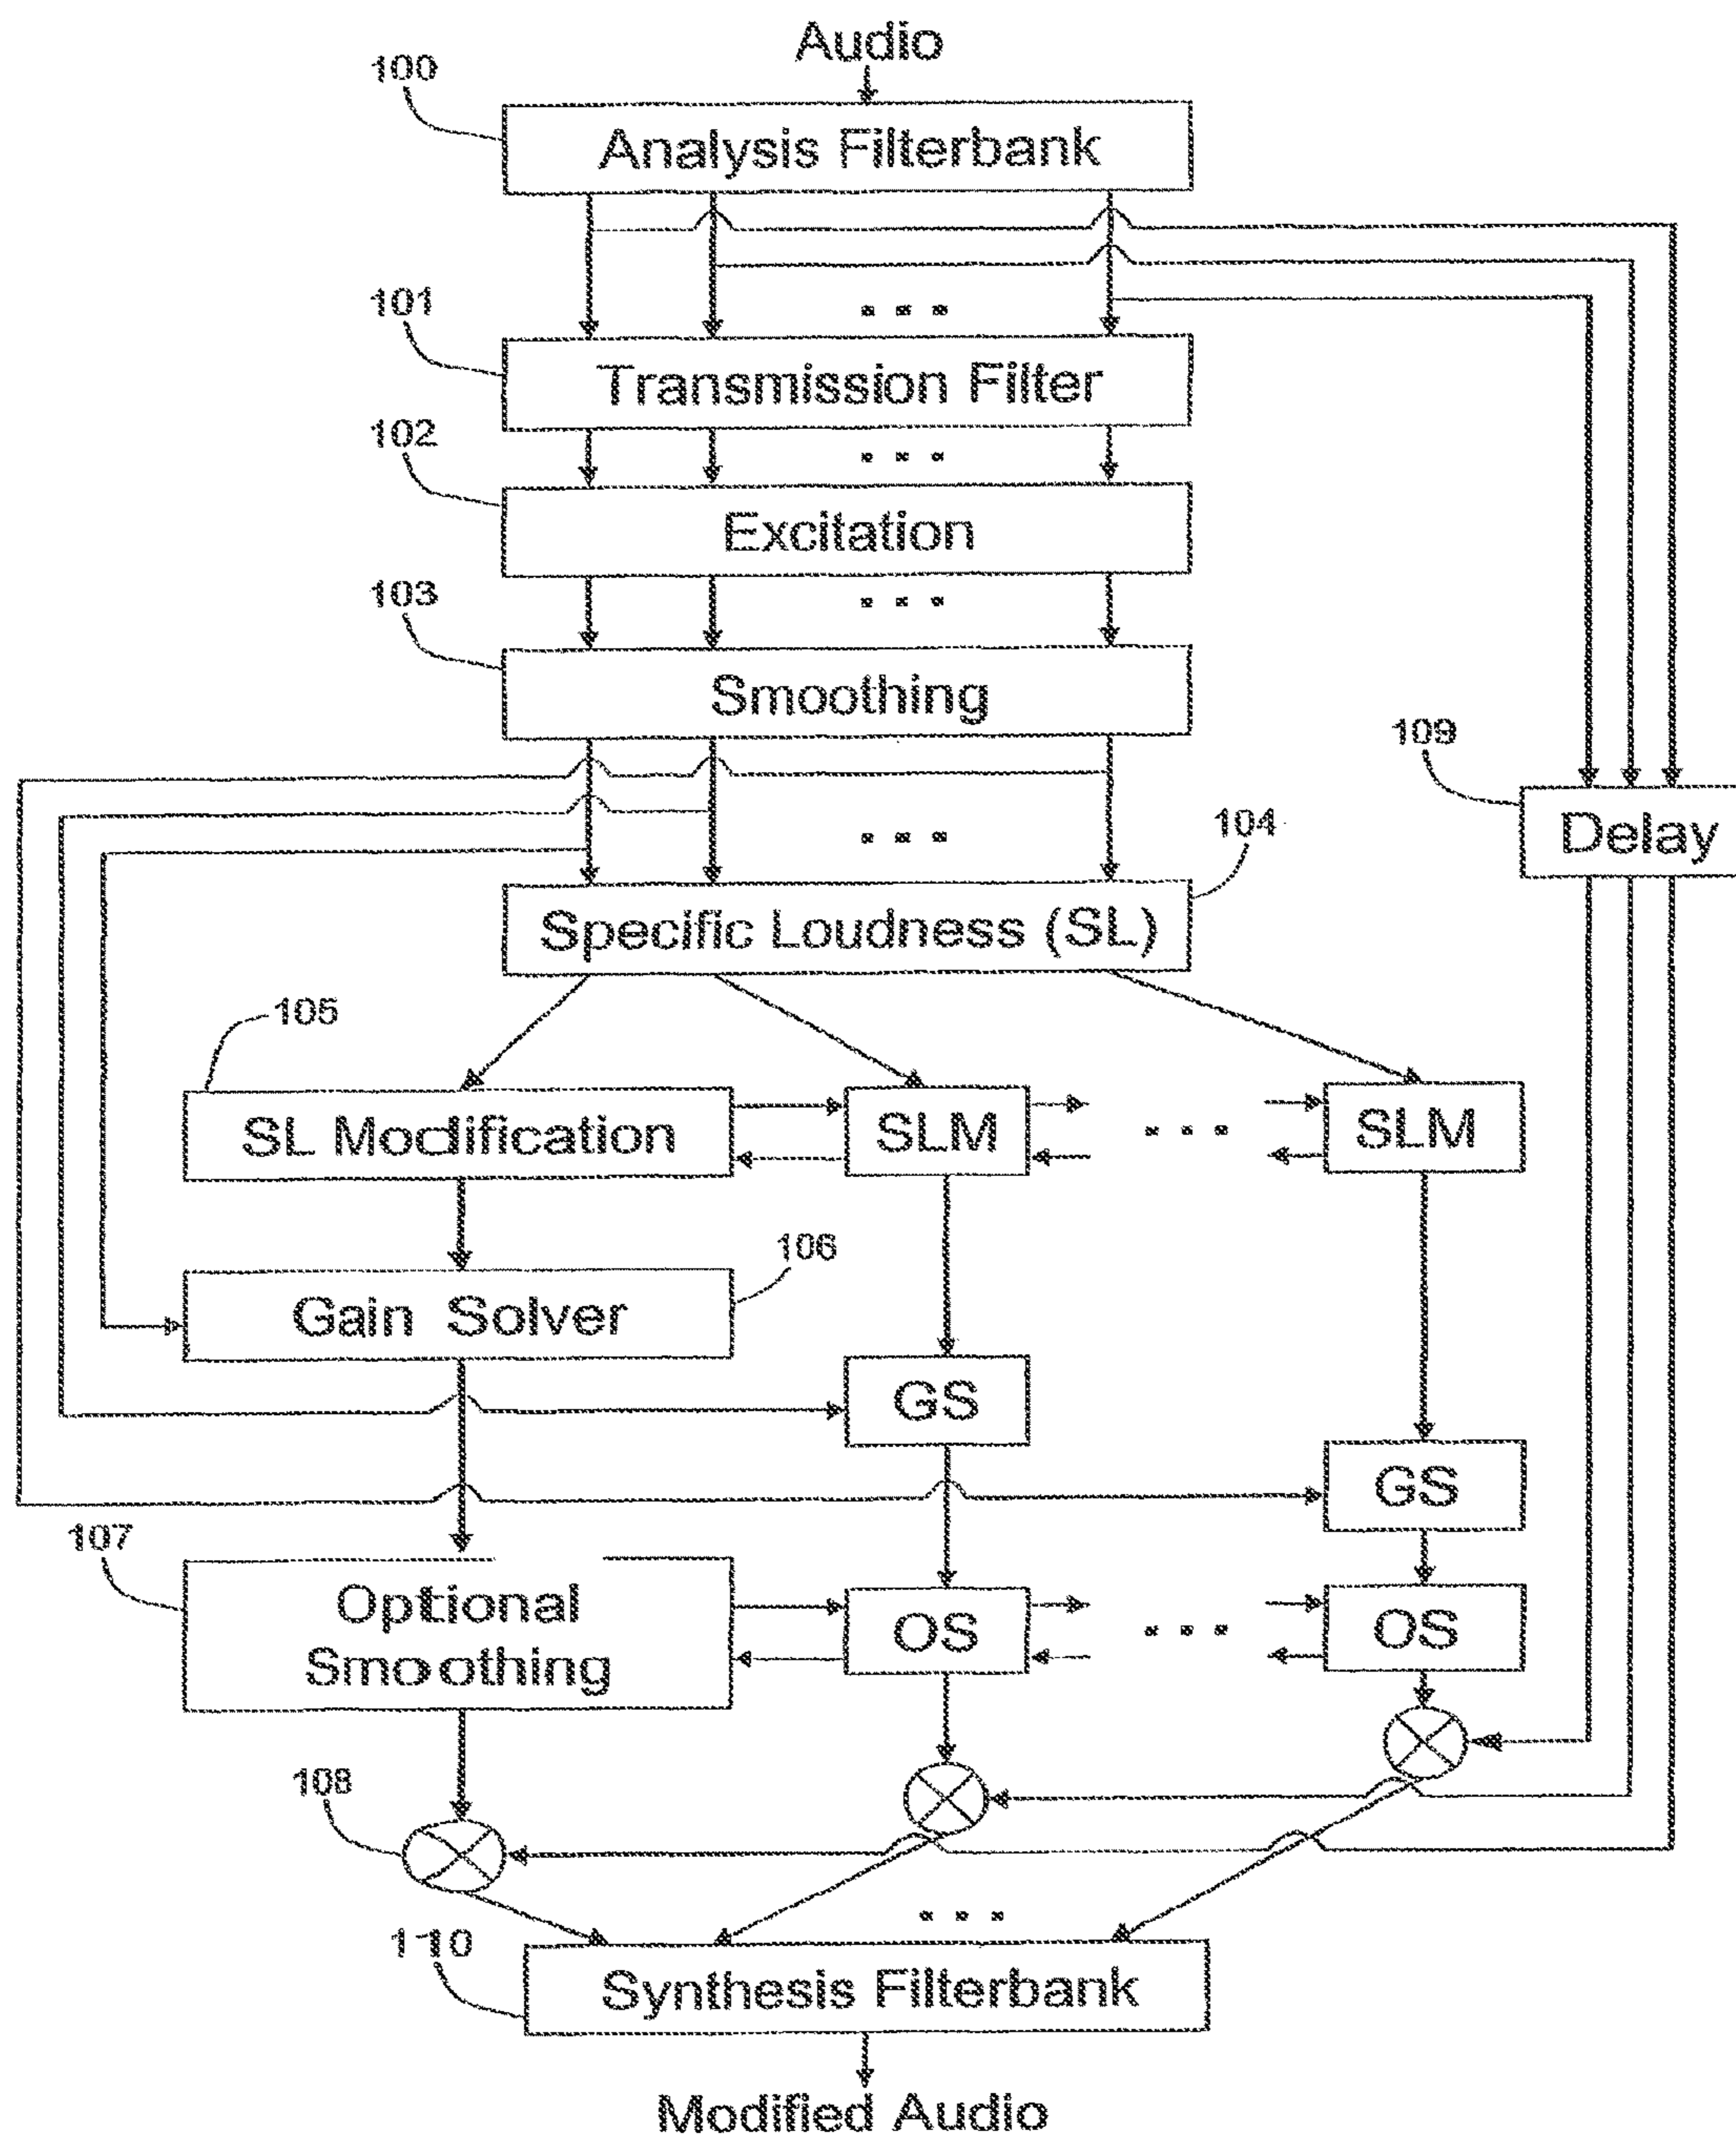 Audio
100
Analysis Filterbank
. . .
101
Transmission Filter
102
. . .
Excitation
103
. . .
Smoothing
109
Delay
104
. . .
Specific Loudness (SL)
105
SL Modification
SLM
. . .
SLM
106
Gain Solver
GS
GS
107
Optional
Smoothing
OS
. . .
OS
108
. . .
110
Synthesis Filterbank
Modified Audio